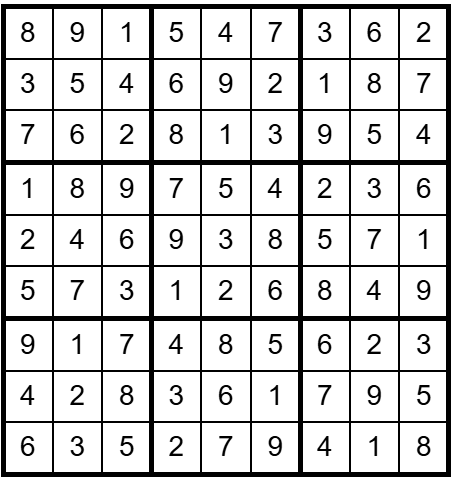 8 9 1 5 4 7 3 6 2
3 5 4 6 9 2 1 8 7
7 6 2 8 1 3 9 5 4
1 8 9 7 5 4 2 3 6
2 4 6 9 3 8 5 7 1
5 7 3 1 2 6 8 4 9
9 1 7 4 8 5 6 2 3
4 2 8 3 6 1 7 9 5
6 3 5 2 7 9 4 1 8